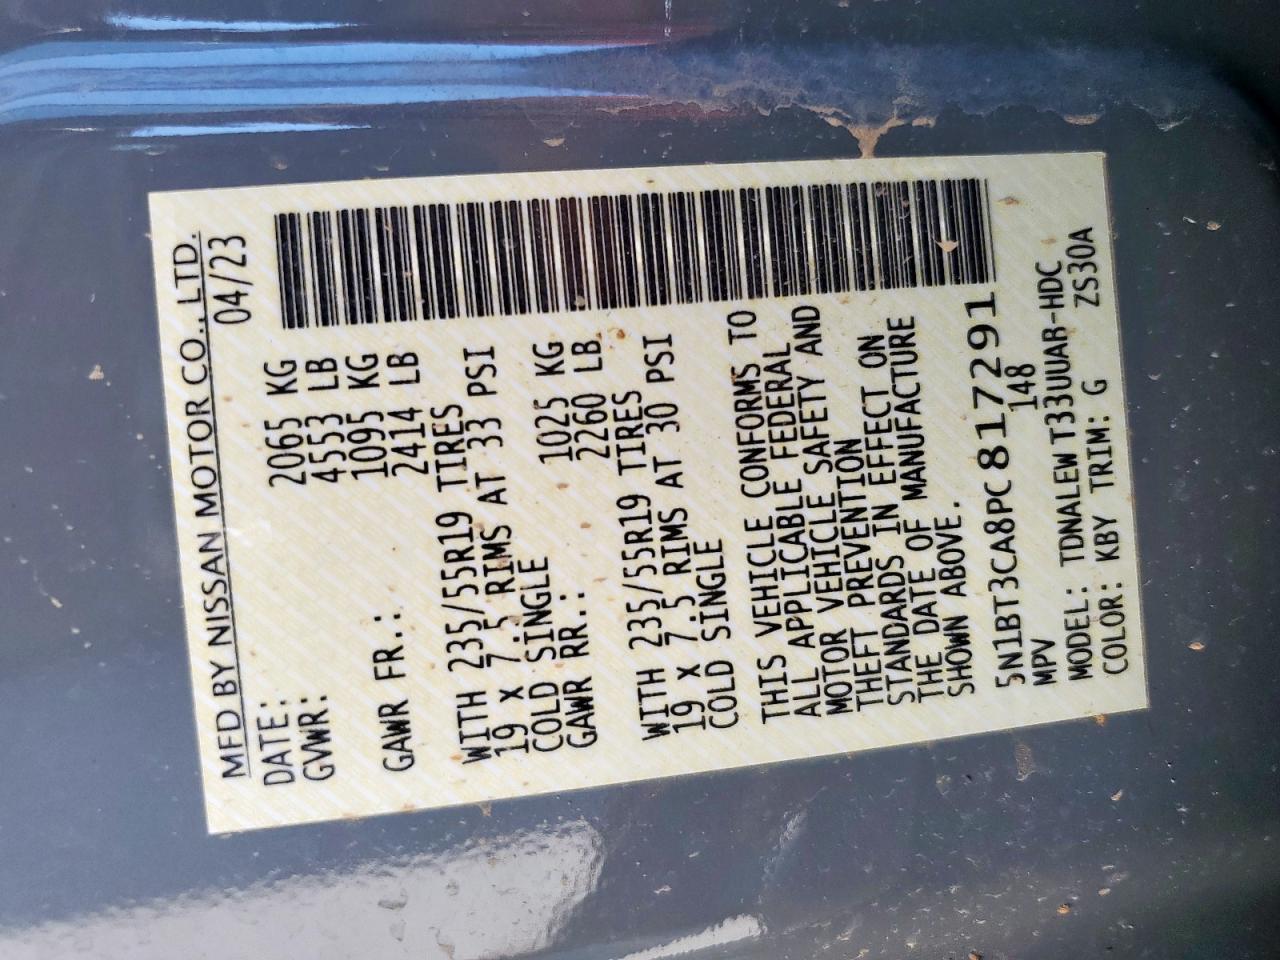 MFD BY NISSAN MOTOR CO., LTD.
DATE: 04/23
GVWR: 2065 KG
4553 LB
GAWR FR.: 1095 KG
2414 LB
WITH 235/55R19 TIRES
19 X 7.5 RIMS AT 33 PSI
COLD SINGLE
GAWR RR.: 1025 KG
2260 LB
WITH 235/55R19 TIRES
19 X 7.5 RIMS AT 30 PSI
COLD SINGLE
THIS VEHICLE CONFORMS TO
ALL APPLICABLE FEDERAL
MOTOR VEHICLE SAFETY AND
THEFT PREVENTION
STANDARDS IN EFFECT ON
THE DATE OF MANUFACTURE
SHOWN ABOVE.
5N1BT3CA8PC817291
MPV 148
MODEL: TDNALEW T33UUAB-HDC
COLOR: KBY TRIM: G ZS30A